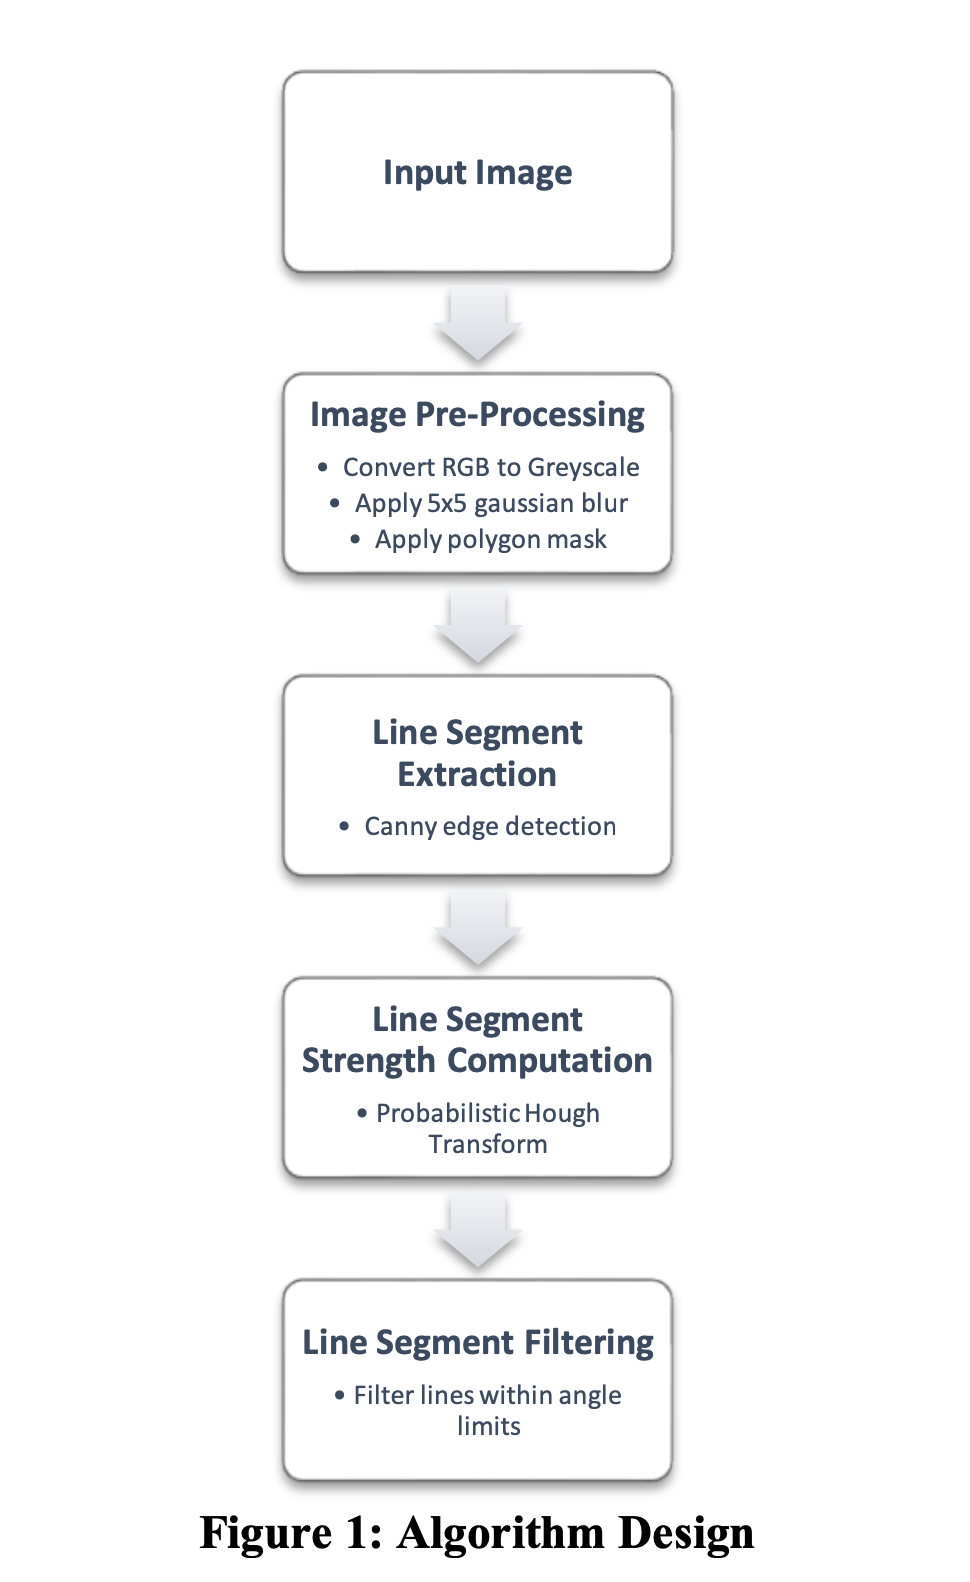 Input Image
Image Pre-Processing
• Convert RGB to Greyscale
• Apply 5x5 gaussian blur
• Apply polygon mask
Line Segment
Extraction
• Canny edge detection
Line Segment
Strength Computation
• Probabilistic Hough
Transform
Line Segment Filtering
• Filter lines within angle
limits
Figure 1: Algorithm Design